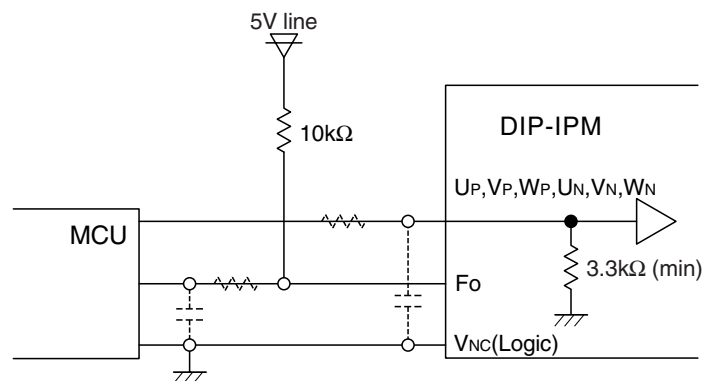 5V line
10kΩ
DIP-IPM
UP,VP,WP,UN,VN,WN
MCU
3.3kΩ (min)
Fo
VNC(Logic)